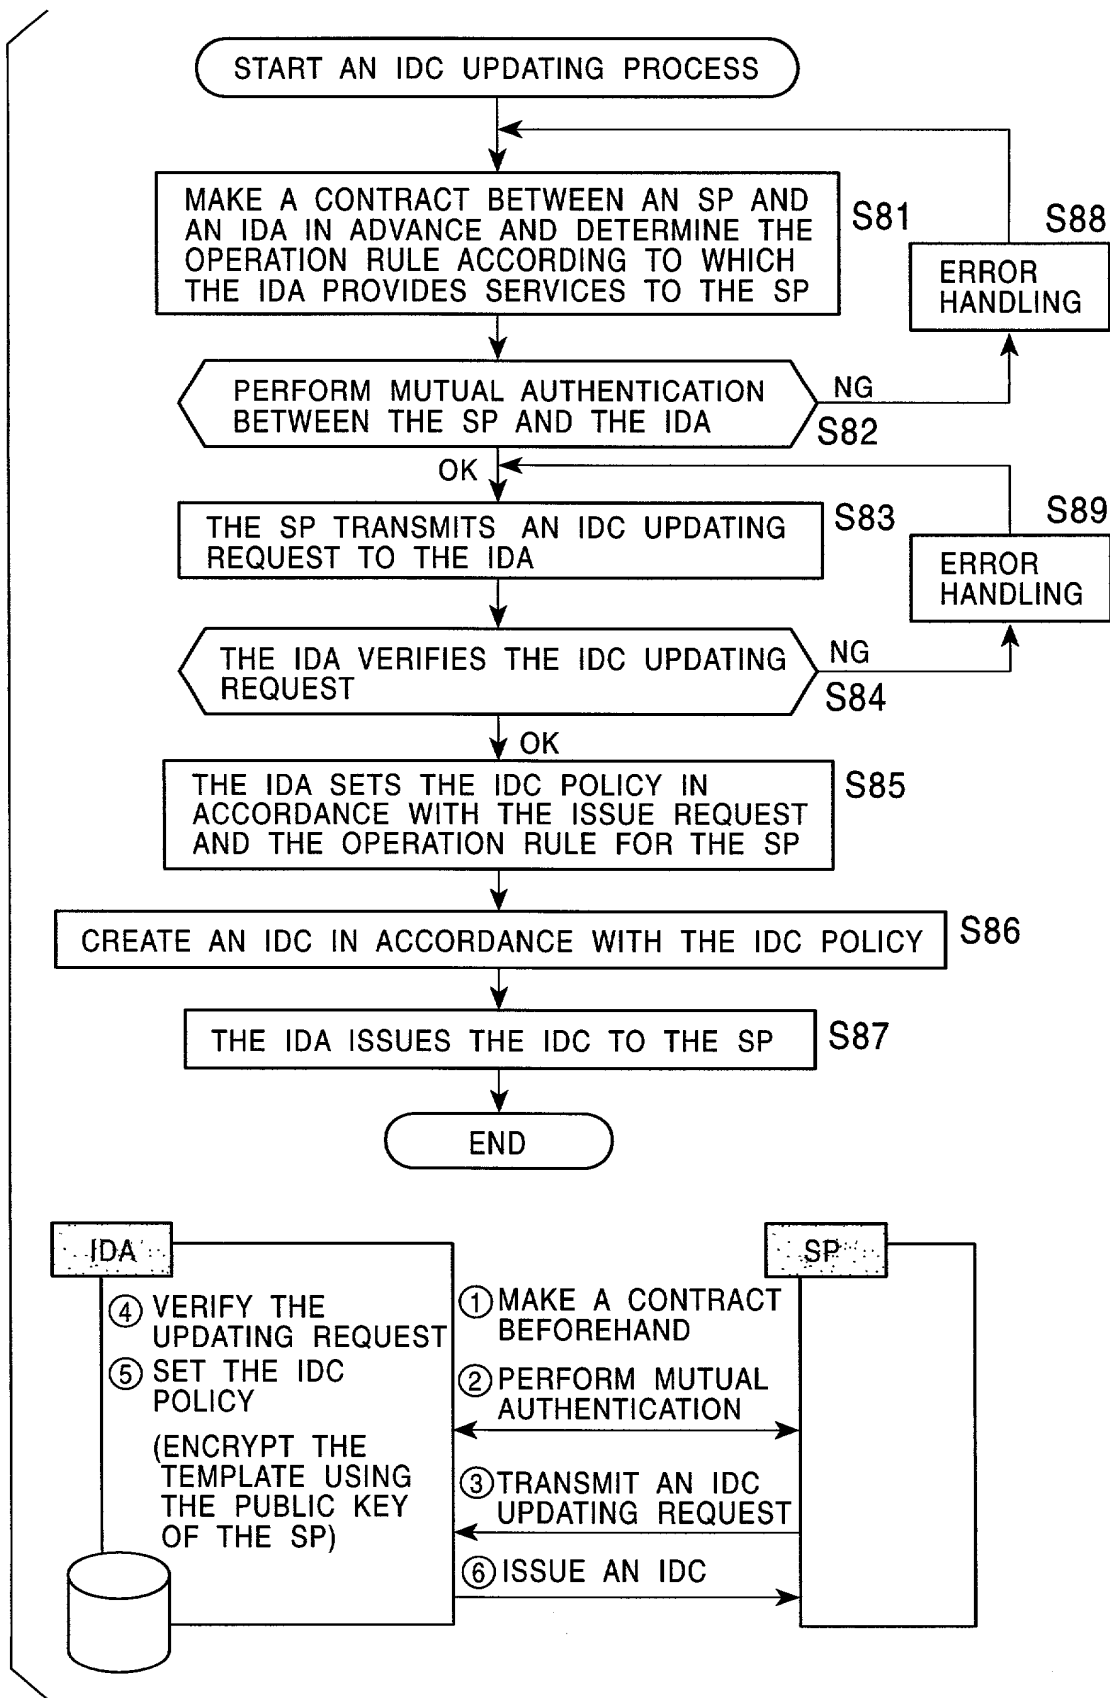 START AN IDC UPDATING PROCESS
MAKE A CONTRACT BETWEEN AN SP AND
AN IDA IN ADVANCE AND DETERMINE THE
OPERATION RULE ACCORDING TO WHICH
THE IDA PROVIDES SERVICES TO THE SP
S81
S88
ERROR
HANDLING
PERFORM MUTUAL AUTHENTICATION
BETWEEN THE SP AND THE IDA
NG
S82
OK
THE SP TRANSMITS AN IDC UPDATING
REQUEST TO THE IDA
S83
S89
ERROR
HANDLING
THE IDA VERIFIES THE IDC UPDATING
REQUEST
NG
S84
OK
THE IDA SETS THE IDC POLICY IN
ACCORDANCE WITH THE ISSUE REQUEST
AND THE OPERATION RULE FOR THE SP
S85
CREATE AN IDC IN ACCORDANCE WITH THE IDC POLICY
S86
THE IDA ISSUES THE IDC TO THE SP
S87
END
IDA
④ VERIFY THE
UPDATING REQUEST
⑤ SET THE IDC
POLICY
(ENCRYPT THE
TEMPLATE USING
THE PUBLIC KEY
OF THE SP)
① MAKE A CONTRACT
BEFOREHAND
② PERFORM MUTUAL
AUTHENTICATION
③ TRANSMIT AN IDC
UPDATING REQUEST
⑥ ISSUE AN IDC
SP